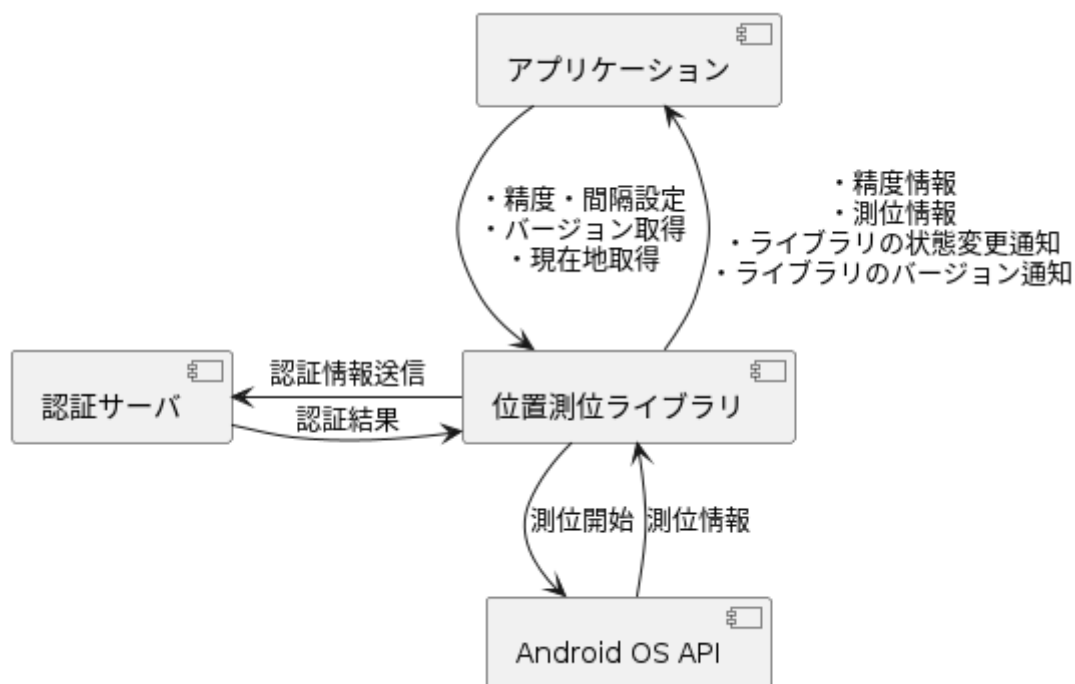 アプリケーション
・精度・間隔設定
・バージョン取得
・現在地取得
・精度情報
・測位情報
・ライブラリの状態変更通知
・ライブラリのバージョン通知
認証サーバ
認証情報送信
認証結果
位置測位ライブラリ
測位開始
測位情報
Android OS API